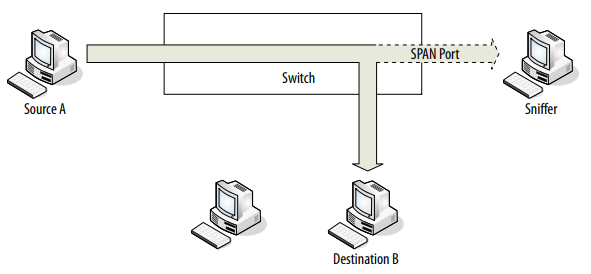 SPAN Port
Switch
Source A
Sniffer
Destination B